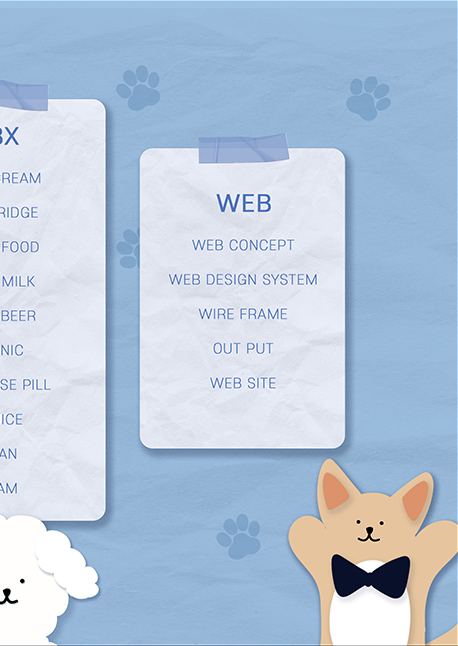 BX
REAM
RIDGE
FOOD
MILK
BEER
NIC
SE PILL
ICE
AN
AM
WEB
WEB CONCEPT
WEB DESIGN SYSTEM
WIRE FRAME
OUT PUT
WEB SITE